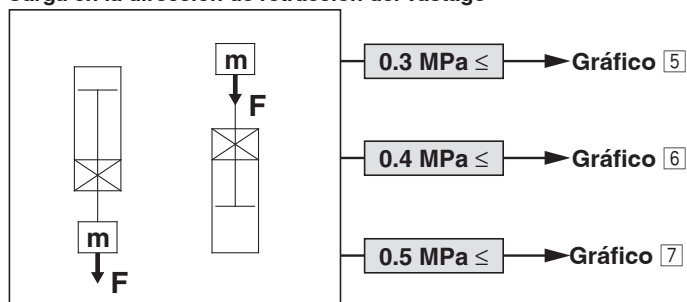 Carga en la dirección de retracción del vástago
m
F
m
F
0.3 MPa ≤
Gráfico 5
0.4 MPa ≤
Gráfico 6
0.5 MPa ≤
Gráfico 7